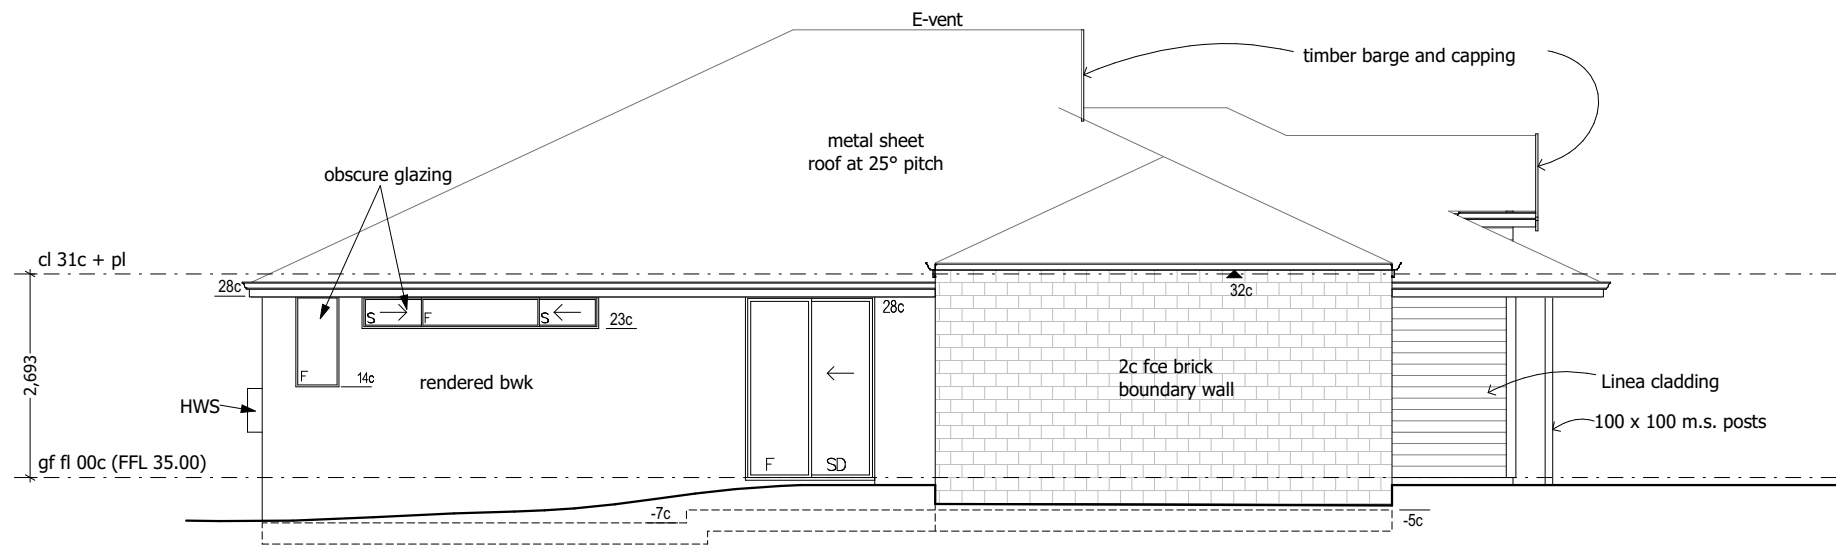 E-vent
timber barge and capping
metal sheet
roof at 25° pitch
obscure glazing
cl 31c + pl
28c
32c
S
F
S
28c
23c
2,693
F
14c
rendered bwk
2c fce brick
boundary wall
Linea cladding
HWS
100 x 100 m.s. posts
gf fl 00c (FFL 35.00)
F
SD
-7c
-5c